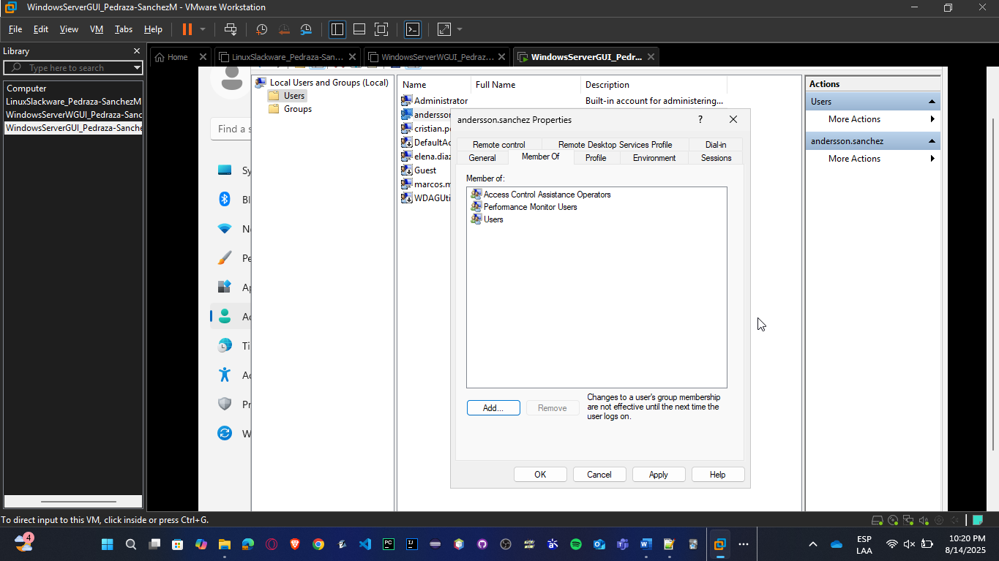 WindowsServerGUI_Pedraza-SanchezM - VMware Workstation
File Edit View VM Tabs Help
Library
Type here to search
Computer
LinuxSlackware_Pedraza-SanchezM
WindowsServerWGUI_Pedraza-Sanc
WindowsServerGUI_Pedraza-Sanche
Home
LinuxSlackware_Pedraza-San...
WindowsServerWGUI_Pedraz...
WindowsServerGUI_Pedr...
Find a s
Sy
Bl
Ne
Pe
Ap
Ac
Ti
Ac
Pr
W
Local Users and Groups (Local)
Users
Groups
Name Full Name Description
Administrator Built-in account for administering...
andersson
cristian.pe
DefaultAc
elena.diaz
Guest
marcos.m
WDAGUti
andersson.sanchez Properties
?
Remote control Remote Desktop Services Profile Dial-in
General Member Of Profile Environment Sessions
Member of:
Access Control Assistance Operators
Performance Monitor Users
Users
Add... Remove
Changes to a user's group membership
are not effective until the next time the
user logs on.
OK Cancel Apply Help
Actions
Users
More Actions
andersson.sanchez
More Actions
To direct input to this VM, click inside or press Ctrl+G.
4
ESP
LAA
10:20 PM
8/14/2025